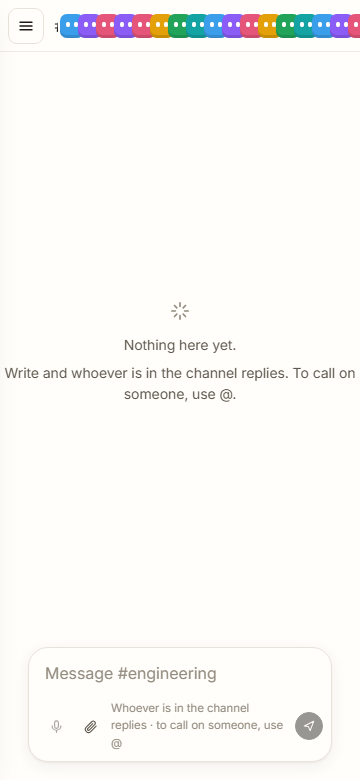 Nothing here yet.
Write and whoever is in the channel replies. To call on
someone, use @.
Message #engineering
Whoever is in the channel
replies · to call on someone, use
@